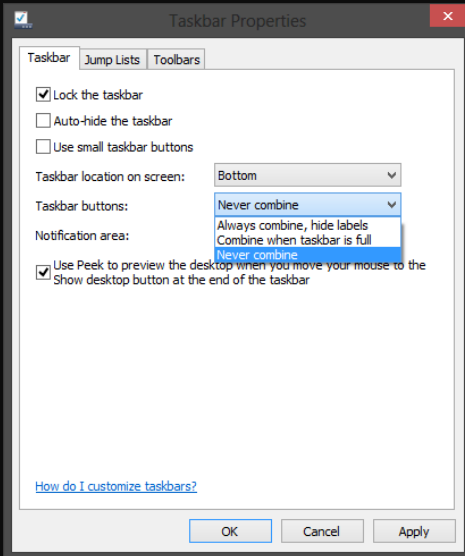 Taskbar Properties
Taskbar
Jump Lists
Toolbars
Lock the taskbar
Auto-hide the taskbar
Use small taskbar buttons
Taskbar location on screen:
Bottom
Taskbar buttons:
Never combine
Always combine, hide labels
Combine when taskbar is full
Never combine
Notification area:
Use Peek to preview the desktop when you move your mouse to the
Show desktop button at the end of the taskbar
How do I customize taskbars?
OK
Cancel
Apply